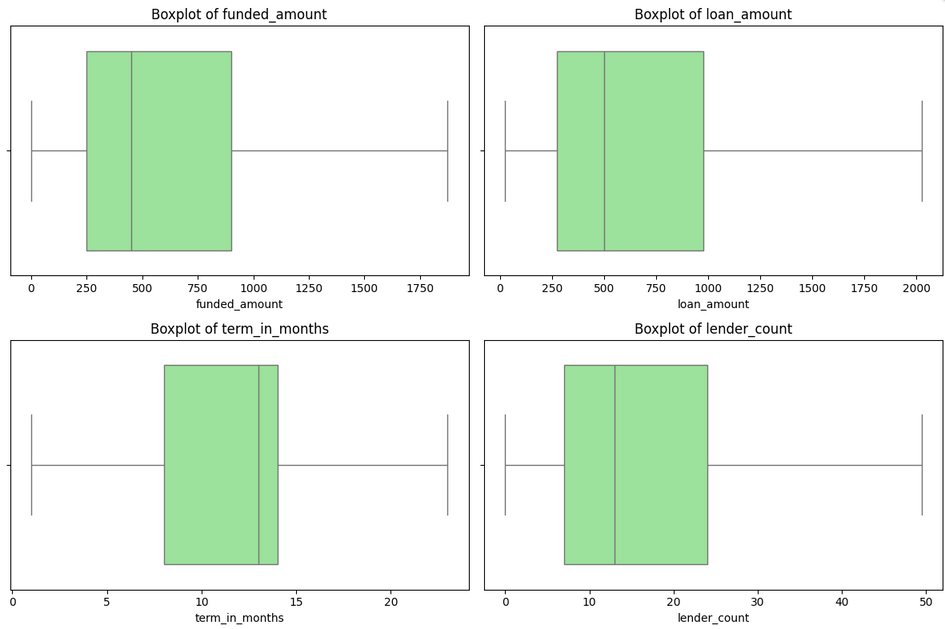 Boxplot of funded_amount
0 250 500 750 1000 1250 1500 1750
funded_amount
Boxplot of loan_amount
0 250 500 750 1000 1250 1500 1750 2000
loan_amount
Boxplot of term_in_months
0 5 10 15 20
term_in_months
Boxplot of lender_count
0 10 20 30 40 50
lender_count